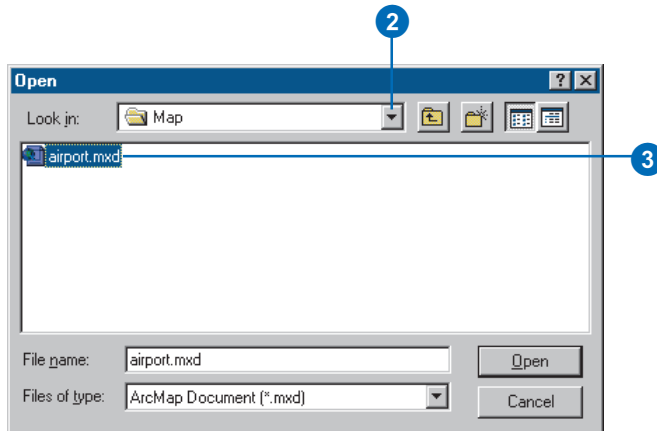 2
Open
Look in: Map
airport.mxd
3
File name: airport.mxd Open
Files of type: ArcMap Document (*.mxd) Cancel